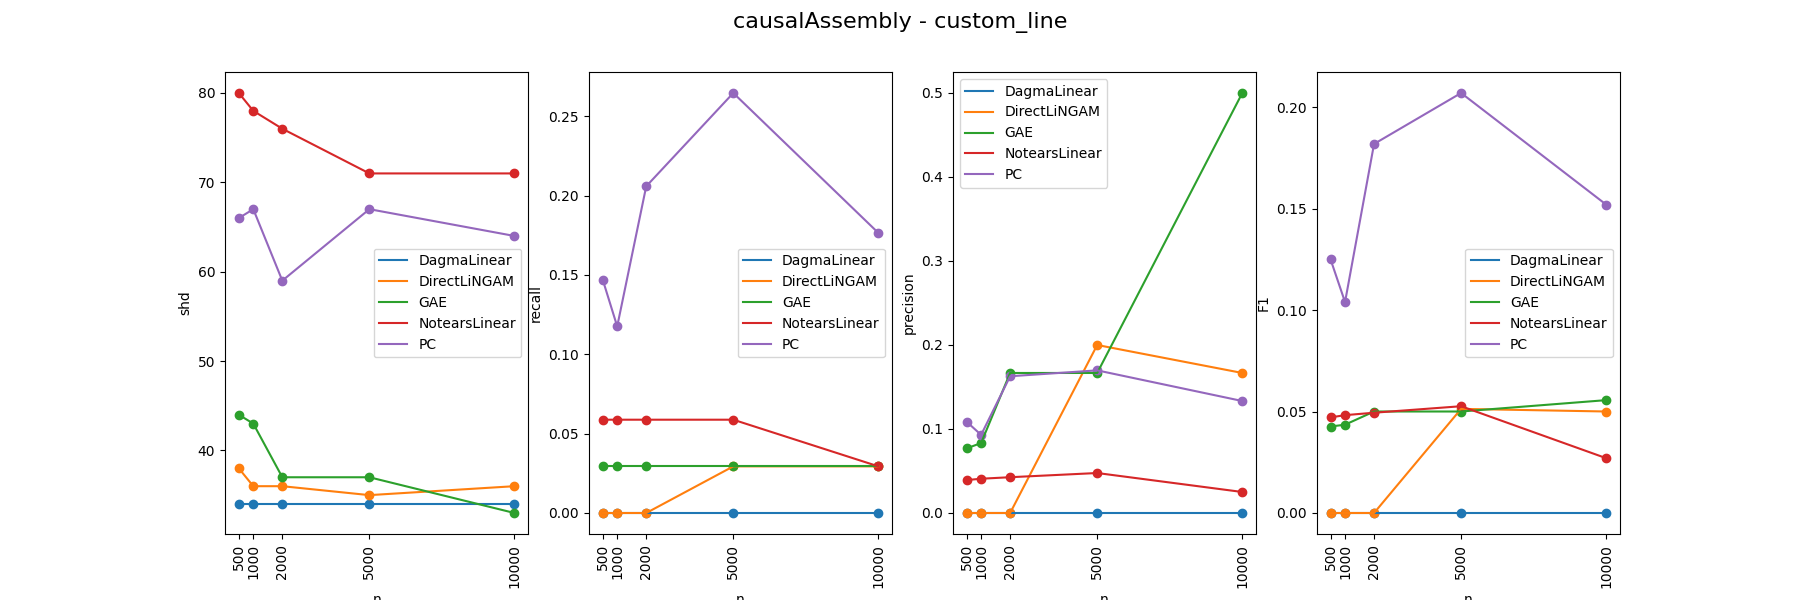 causalAssembly - custom_line
80
70
60
50
40
shd
500
1000
2000
5000
10000
n
DagmaLinear
DirectLiNGAM
GAE
NotearsLinear
PC
0.25
0.20
0.15
0.10
0.05
0.00
recall
500
1000
2000
5000
10000
n
DagmaLinear
DirectLiNGAM
GAE
NotearsLinear
PC
0.5
0.4
0.3
0.2
0.1
0.0
precision
500
1000
2000
5000
10000
n
DagmaLinear
DirectLiNGAM
GAE
NotearsLinear
PC
0.20
0.15
0.10
0.05
0.00
F1
500
1000
2000
5000
10000
n
DagmaLinear
DirectLiNGAM
GAE
NotearsLinear
PC